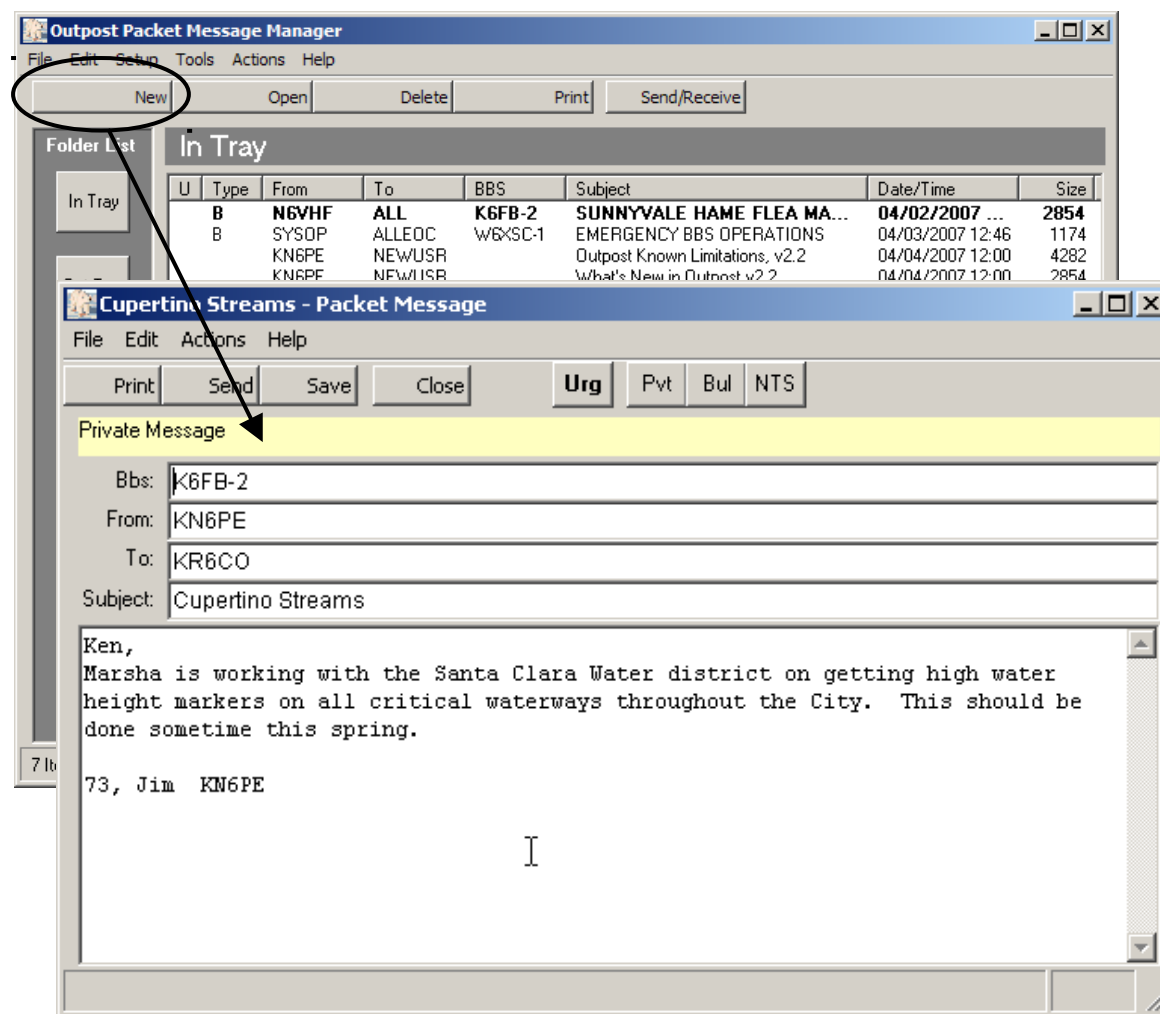 Outpost Packet Message Manager
File Edit Setup Tools Actions Help
New Open Delete Print Send/Receive
Folder List In Tray
In Tray
U Type From To BBS Subject Date/Time Size
B N6VHF ALL K6FB-2 SUNNYVALE HAME FLEA MA... 04/02/2007 ... 2854
B SYSOP ALLEOC W6XSC-1 EMERGENCY BBS OPERATIONS 04/03/2007 12:46 1174
KN6PE NEWUSR Outpost Known Limitations, v2.2 04/04/2007 12:00 4282
KN6PE NEWUSR What's New in Outpost v2.2 04/04/2007 12:00 2854
Cupertino Streams - Packet Message
File Edit Actions Help
Print Send Save Close Urg Pvt Bul NTS
Private Message
Bbs: K6FB-2
From: KN6PE
To: KR6CO
Subject: Cupertino Streams
Ken,
Marsha is working with the Santa Clara Water district on getting high water
height markers on all critical waterways throughout the City. This should be
done sometime this spring.
73, Jim KN6PE
7